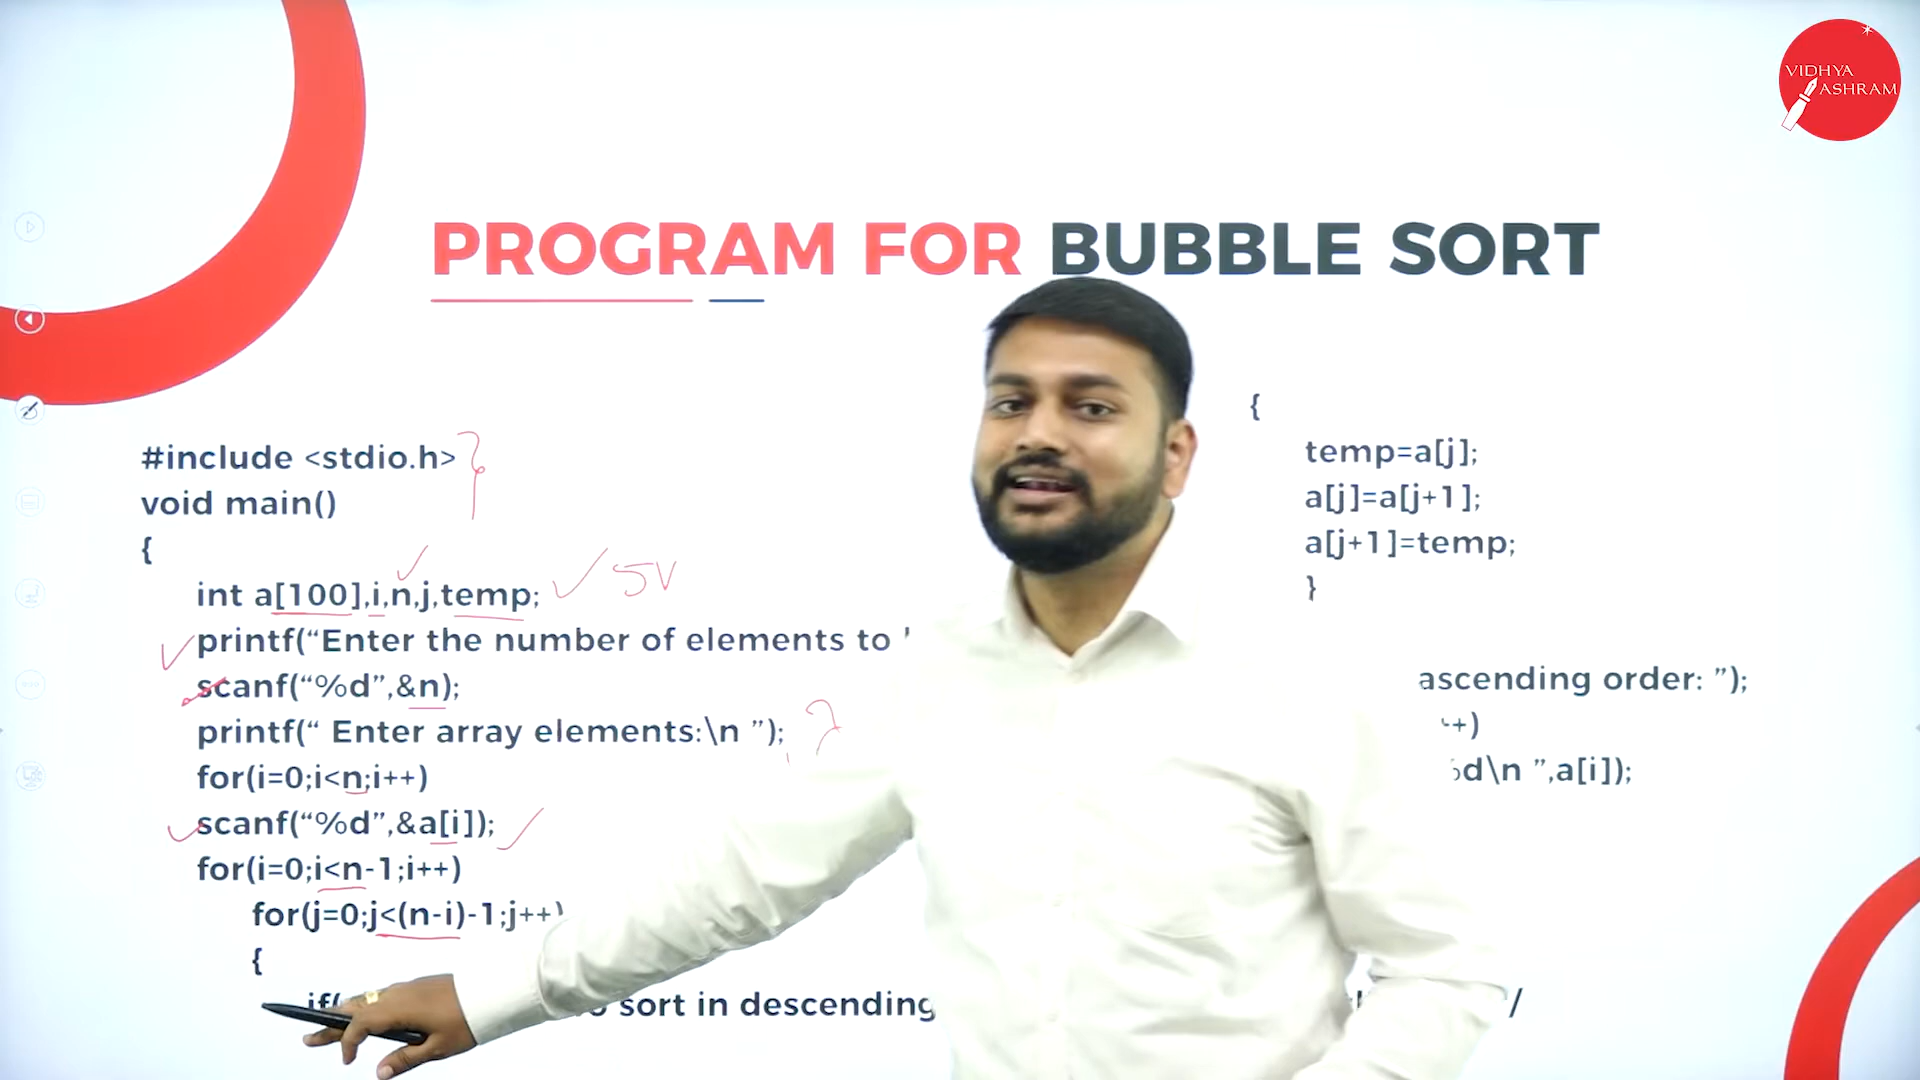 VIDHYA
ASHRAM
PROGRAM FOR BUBBLE SORT
#include <stdio.h>
void main()
{
int a[100],i,n,j,temp;
5V
printf(“Enter the number of elements to
scanf(“%d”,&n);
printf(“ Enter array elements:\n ”);
for(i=0;i<n;i++)
scanf(“%d”,&a[i]);
for(i=0;i<n-1;i++)
for(j=0;j<(n-i)-1;j++)
{
if(
sort in descending
/
{
temp=a[j];
a[j]=a[j+1];
a[j+1]=temp;
}
ascending order: ”);
+)
d\n ”,a[i]);